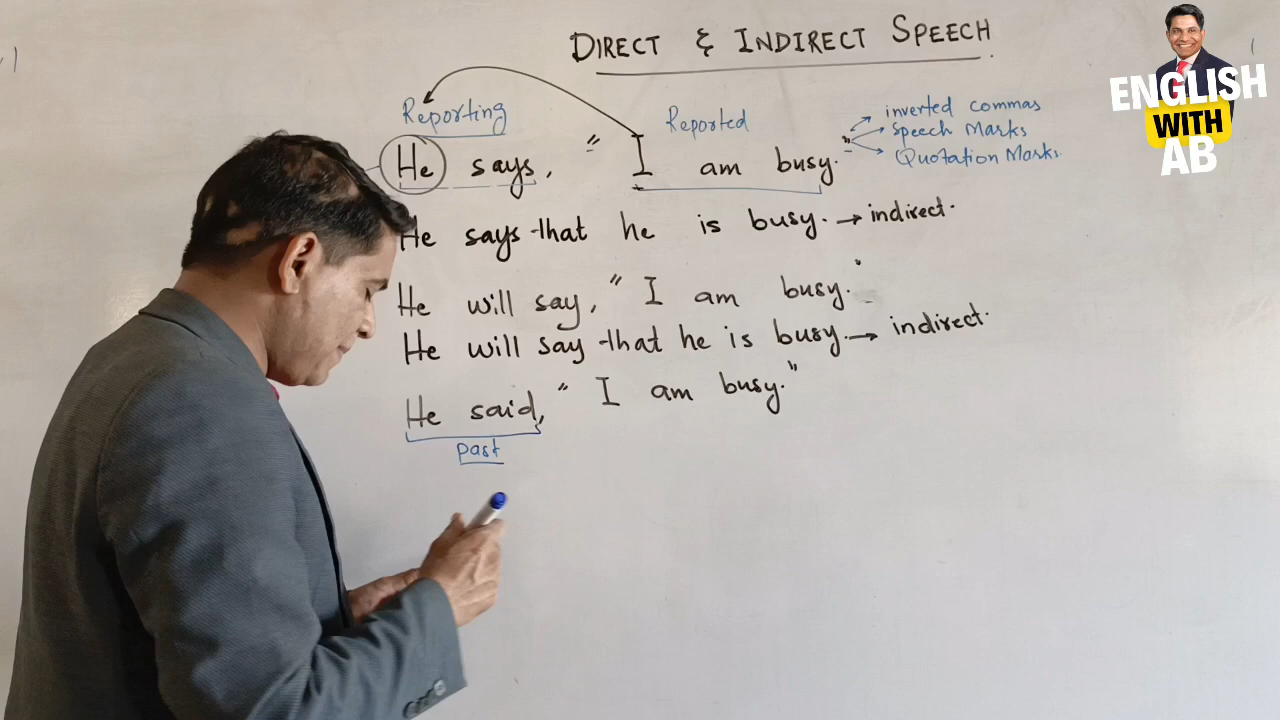 DIRECT & INDIRECT SPEECH
ENGLISH
WITH
AB
Reporting
Reported
inverted commas
Speech Marks
Quotation Marks
He says, " I am busy."
He says that he is busy. → indirect.
He will say, " I am busy."
He will say that he is busy. → indirect.
He said, " I am busy."
past